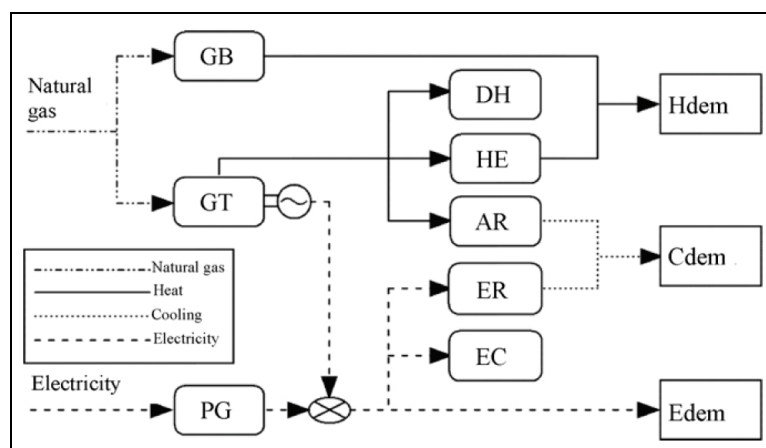 GB
Natural
gas
DH
Hdem
HE
GT
AR
Natural gas
Heat
Cooling
Electricity
Cdem
ER
EC
Electricity
PG
Edem